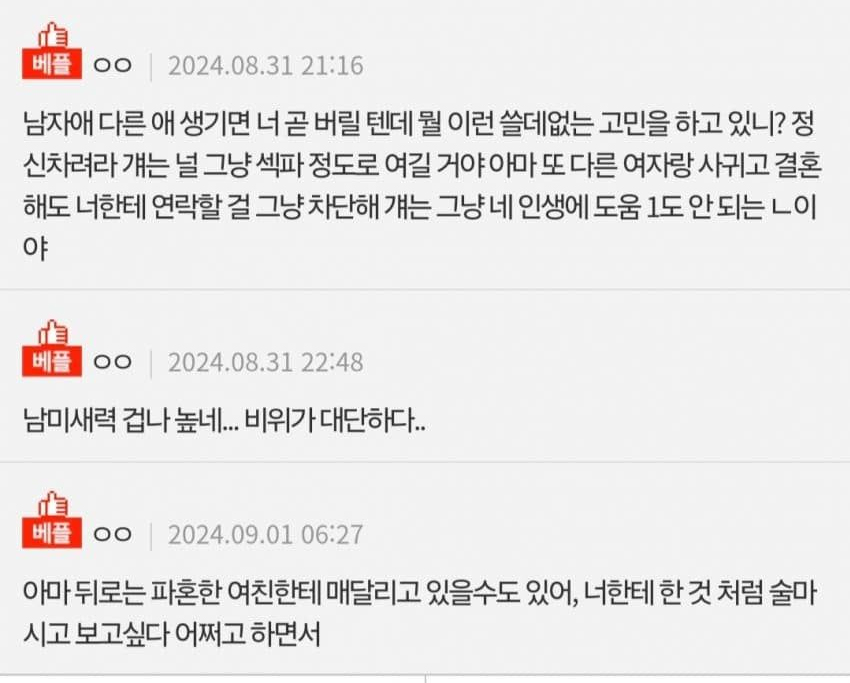 베플 ㅇㅇ | 2024.08.31 21:16
남자애 다른 애 생기면 너 곧 버릴 텐데 뭘 이런 쓸데없는 고민을 하고 있니? 정
신차려라 걔는 널 그냥 섹파 정도로 여길 거야 아마 또 다른 여자랑 사귀고 결혼
해도 너한테 연락할 걸 그냥 차단해 걔는 그냥 네 인생에 도움 1도 안 되는 ㄴ이
야
베플 ㅇㅇ | 2024.08.31 22:48
남미새력 겁나 높네... 비위가 대단하다..
베플 ㅇㅇ | 2024.09.01 06:27
아마 뒤로는 파혼한 여친한테 매달리고 있을수도 있어, 너한테 한 것 처럼 술마
시고 보고싶다 어쩌고 하면서